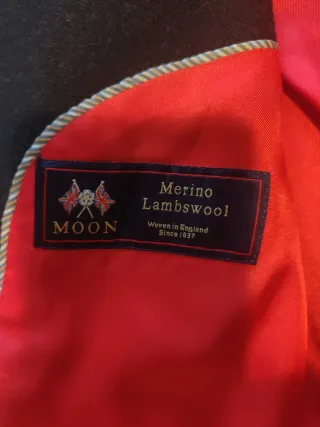 MOON
Merino
Lambswool
Woven in England
Since 1837